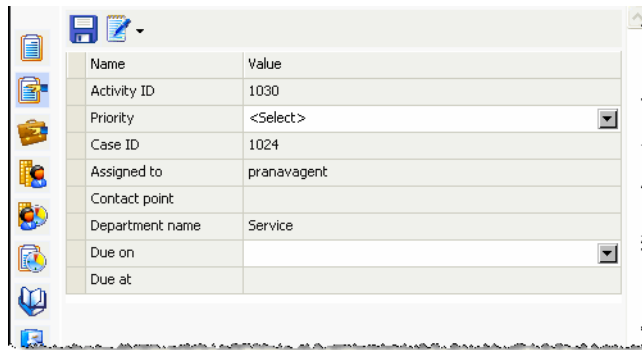 Name Value
Activity ID 1030
Priority <Select>
Case ID 1024
Assigned to pranavagent
Contact point
Department name Service
Due on
Due at